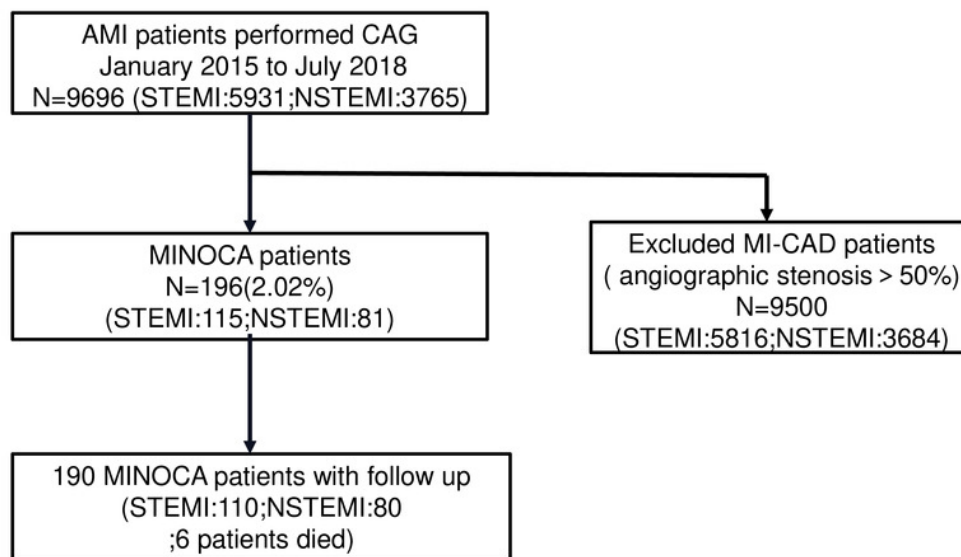 AMI patients performed CAG
January 2015 to July 2018
N=9696 (STEMI:5931;NSTEMI:3765)
MINOCA patients
N=196(2.02%)
(STEMI:115;NSTEMI:81)
Excluded MI-CAD patients
( angiographic stenosis > 50%)
N=9500
(STEMI:5816;NSTEMI:3684)
190 MINOCA patients with follow up
(STEMI:110;NSTEMI:80
;6 patients died)